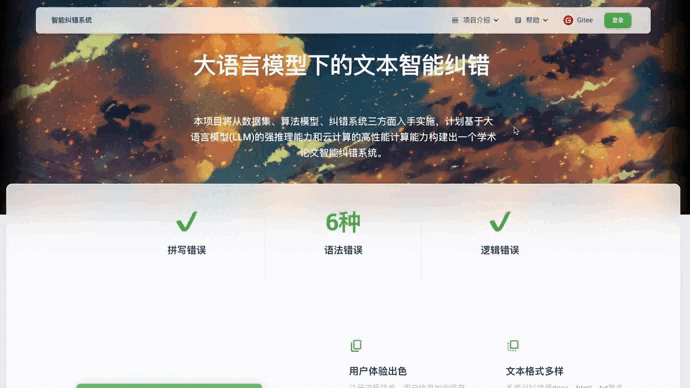 智能纠错系统
项目介绍
帮助
Gitee
登录
大语言模型下的文本智能纠错
本项目将从数据集、算法模型、纠错系统三方面入手实施，计划基于大
语言模型(LLM)的强推理能力和云计算的高性能计算能力构建出一个学术
论文智能纠错系统。
6种
拼写错误
语法错误
逻辑错误
用户体验出色
文本格式多样